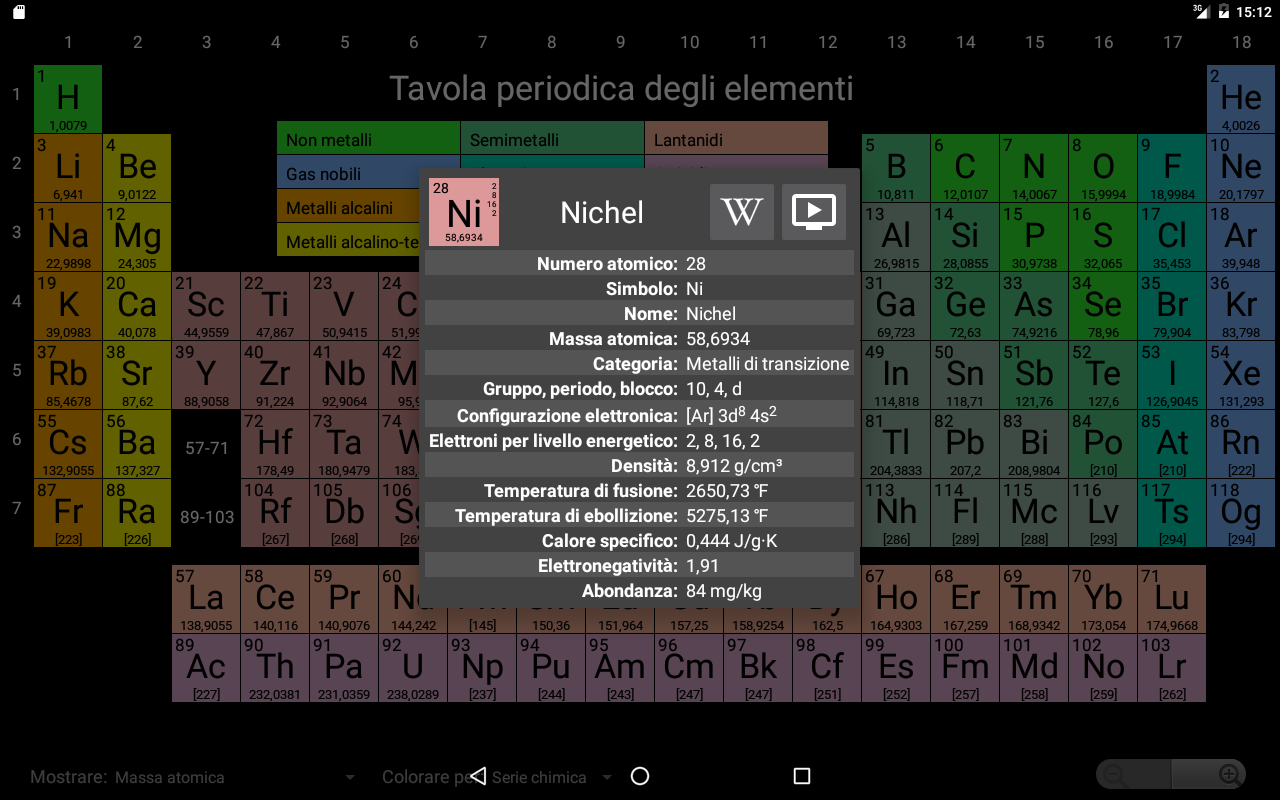 3G 15:12
1 2 3 4 5 6 7 8 9 10 11 12 13 14 15 16 17 18
Tavola periodica degli elementi
1 1 H 1,0079 2 He 4,0026
Non metalli Semimetalli Lantanidi
Gas nobili
Metalli alcalini
Metalli alcalino-te
2 3 Li 6,941 4 Be 9,0122 5 B 10,811 6 C 12,0107 7 N 14,0067 8 O 15,9994 9 F 18,9984 10 Ne 20,1797
3 11 Na 22,9898 12 Mg 24,305 13 Al 26,9815 14 Si 28,0855 15 P 30,9738 16 S 32,065 17 Cl 35,453 18 Ar 39,948
4 19 K 39,0983 20 Ca 40,078 21 Sc 44,9559 22 Ti 47,867 23 V 50,9415 24 C 51,99 31 Ga 69,723 32 Ge 72,63 33 As 74,9216 34 Se 78,96 35 Br 79,904 36 Kr 83,798
5 37 Rb 85,4678 38 Sr 87,62 39 Y 88,9058 40 Zr 91,224 41 Nb 92,9064 42 M 95,9 49 In 114,818 50 Sn 118,71 51 Sb 121,76 52 Te 127,6 53 I 126,9045 54 Xe 131,293
6 55 Cs 132,9055 56 Ba 137,327 57-71 72 Hf 178,49 73 Ta 180,9479 74 W 183, 81 Tl 204,3833 82 Pb 207,2 83 Bi 208,9804 84 Po [210] 85 At [210] 86 Rn [222]
7 87 Fr [223] 88 Ra [226] 89-103 104 Rf [267] 105 Db [268] 106 Sg [269 113 Nh [286] 114 Fl [289] 115 Mc [288] 116 Lv [293] 117 Ts [294] 118 Og [294]
28 Ni 58,6934 2 8 16 2
Nichel
W
Numero atomico: 28
Simbolo: Ni
Nome: Nichel
Massa atomica: 58,6934
Categoria: Metalli di transizione
Gruppo, periodo, blocco: 10, 4, d
Configurazione elettronica: [Ar] 3d⁸ 4s²
Elettroni per livello energetico: 2, 8, 16, 2
Densità: 8,912 g/cm³
Temperatura di fusione: 2650,73 °F
Temperatura di ebollizione: 5275,13 °F
Calore specifico: 0,444 J/g·K
Elettronegatività: 1,91
Abondanza: 84 mg/kg
57 La 138,9055 58 Ce 140,116 59 Pr 140,9076 60 Nd 144,242 [145] 150,36 151,964 157,25 158,9254 162,5 67 Ho 164,9303 68 Er 167,259 69 Tm 168,9342 70 Yb 173,054 71 Lu 174,9668
89 Ac [227] 90 Th 232,0381 91 Pa 231,0359 92 U 238,0289 93 Np [237] 94 Pu [244] 95 Am [243] 96 Cm [247] 97 Bk [247] 98 Cf [251] 99 Es [252] 100 Fm [257] 101 Md [258] 102 No [259] 103 Lr [262]
Mostrare: Massa atomica Colorare pe Serie chimica